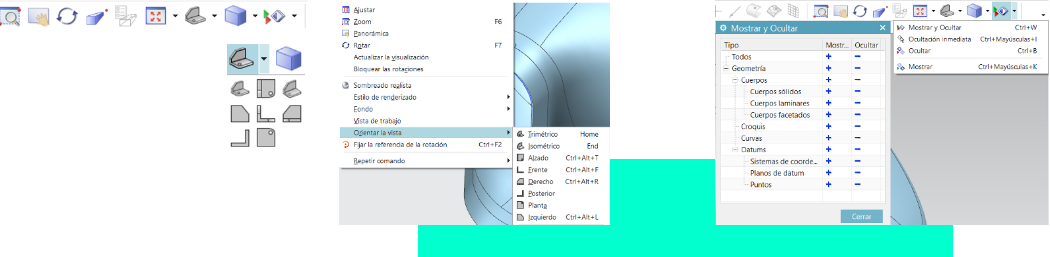 Ajustar
Zoom F6
Panorámica
Rotar F7
Actualizar la visualización
Bloquear las rotaciones
Sombreado realista
Estilo de renderizado
Fondo
Vista de trabajo
Orientar la vista
Fijar la referencia de la rotación Ctrl+F2
Repetir comando
Trimétrico Home
Isométrico End
Alzado Ctrl+Alt+T
Frente Ctrl+Alt+F
Derecho Ctrl+Alt+R
Posterior
Planta
Izquierdo Ctrl+Alt+L
Mostrar y Ocultar
Tipo Mostr... Ocultar
Todos
Geometría
Cuerpos
Cuerpos sólidos
Cuerpos laminares
Cuerpos facetados
Croquis
Curvas
Datums
Sistemas de coorde...
Planos de datum
Puntos
Cerrar
Mostrar y Ocultar Ctrl+W
Ocultación inmediata Ctrl+Mayúsculas+I
Ocultar Ctrl+B
Mostrar Ctrl+Mayúsculas+K